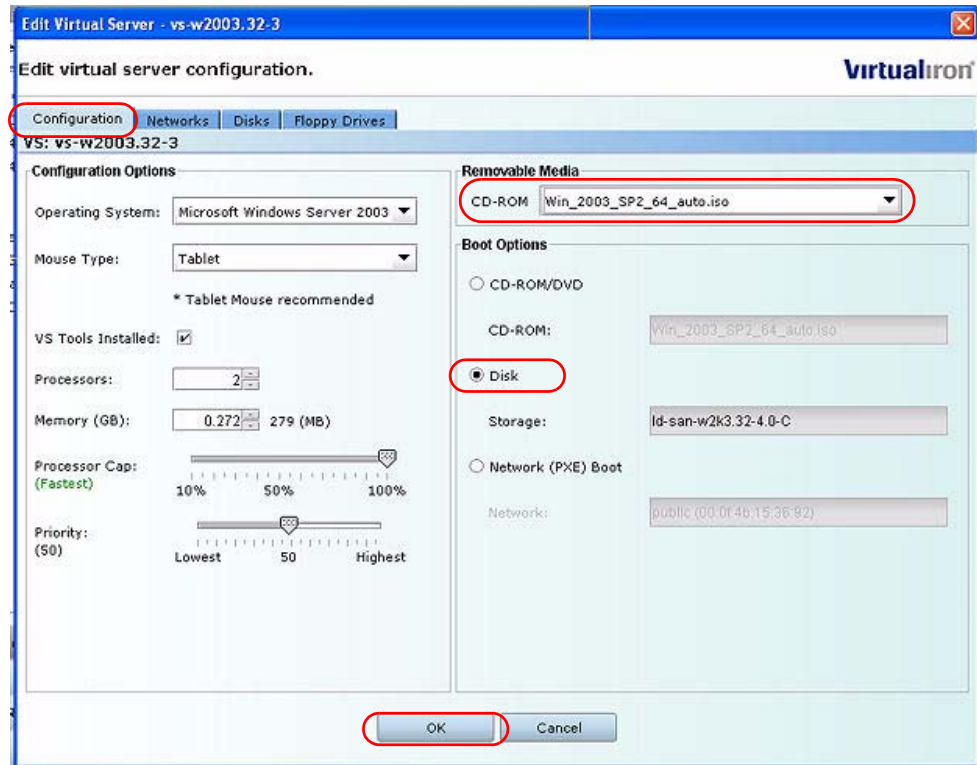 Edit Virtual Server - vs-w2003.32-3
Edit virtual server configuration.
VirtualIron
Configuration Networks Disks Floppy Drives
VS: vs-w2003.32-3
Configuration Options
Operating System: Microsoft Windows Server 2003
Mouse Type: Tablet
* Tablet Mouse recommended
VS Tools Installed:
Processors: 2
Memory (GB): 0.272 279 (MB)
Processor Cap:
(Fastest)
10% 50% 100%
Priority:
(50)
Lowest 50 Highest
Removable Media
CD-ROM Win_2003_SP2_64_auto.iso
Boot Options
CD-ROM/DVD
CD-ROM: Win_2003_SP2_64_auto.iso
Disk
Storage: ld-san-w2k3.32-4.0-C
Network (PXE) Boot
Network: public (00:0f:4b:15:36:92)
OK Cancel